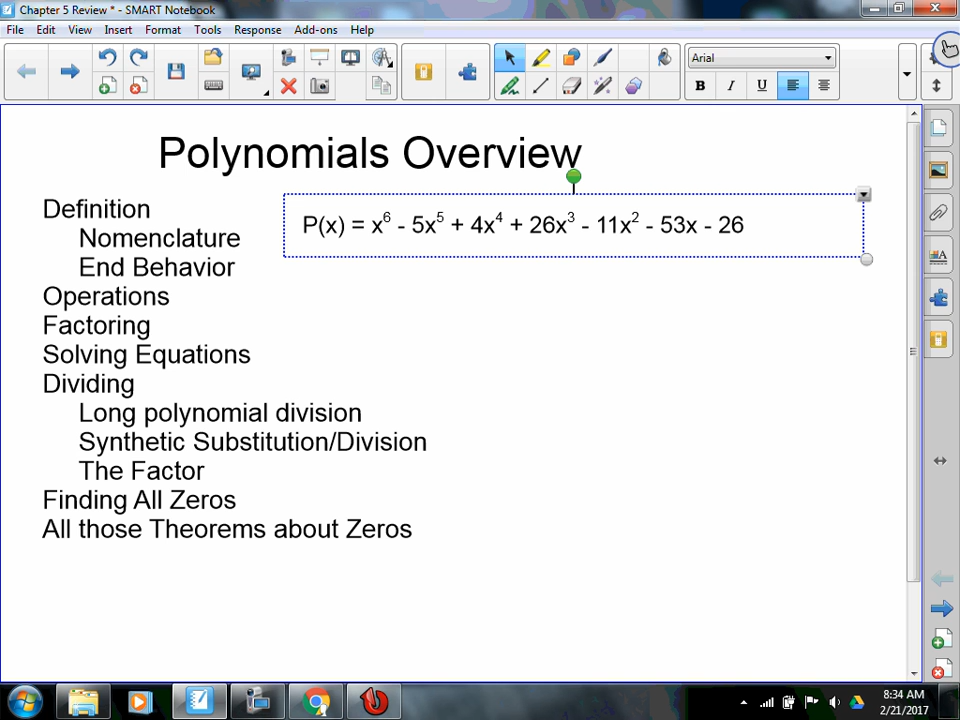 Chapter 5 Review * - SMART Notebook
File Edit View Insert Format Tools Response Add-ons Help
Arial
B I U
Polynomials Overview
P(x) = x⁶ - 5x⁵ + 4x⁴ + 26x³ - 11x² - 53x - 26
Definition
Nomenclature
End Behavior
Operations
Factoring
Solving Equations
Dividing
Long polynomial division
Synthetic Substitution/Division
The Factor
Finding All Zeros
All those Theorems about Zeros
8:34 AM
2/21/2017